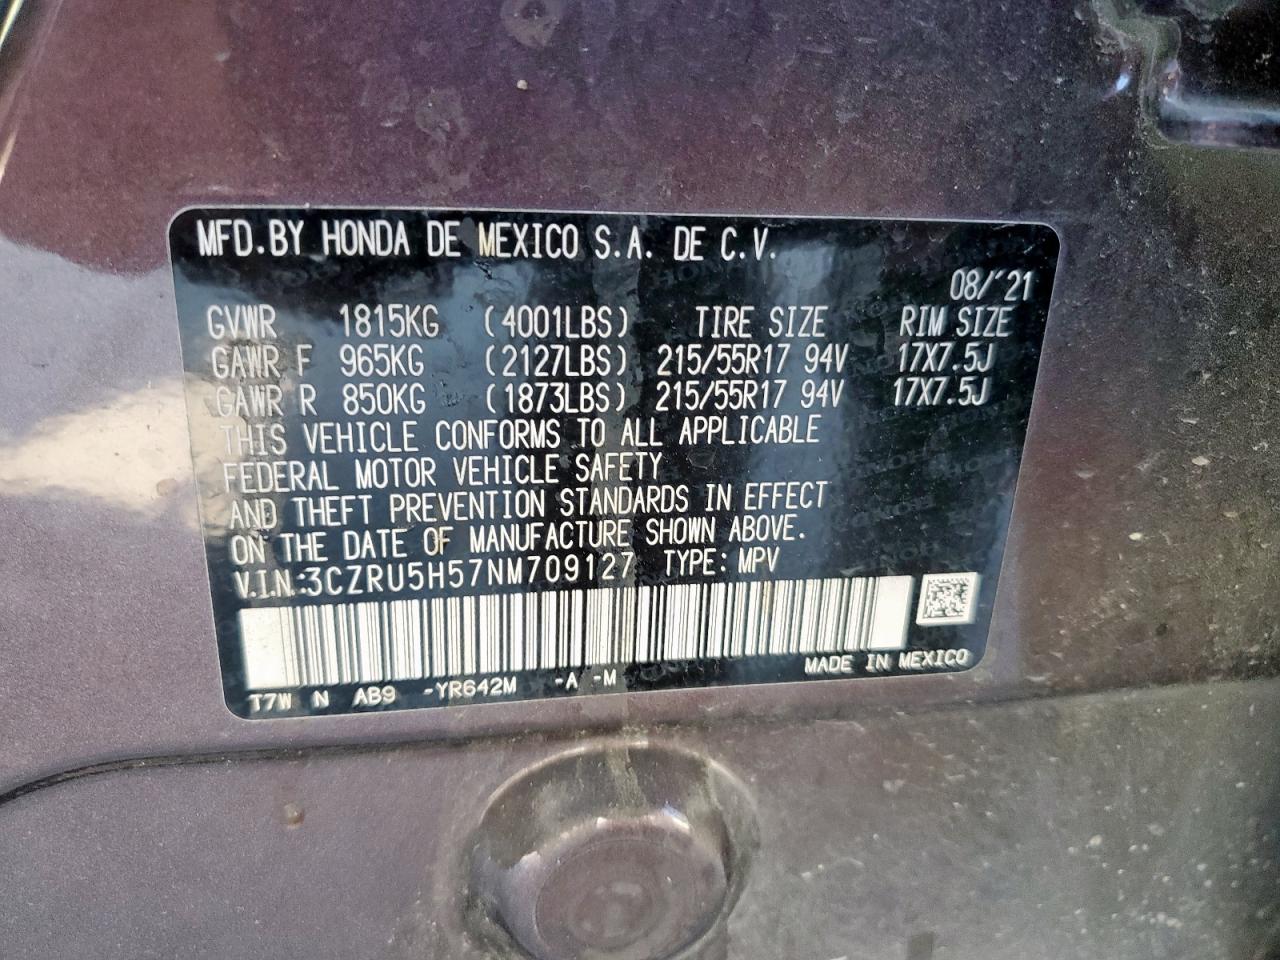 MFD.BY HONDA DE MEXICO S.A. DE C.V.
08/'21
GVWR 1815KG (4001LBS) TIRE SIZE RIM SIZE
GAWR F 965KG (2127LBS) 215/55R17 94V 17X7.5J
GAWR R 850KG (1873LBS) 215/55R17 94V 17X7.5J
THIS VEHICLE CONFORMS TO ALL APPLICABLE
FEDERAL MOTOR VEHICLE SAFETY
AND THEFT PREVENTION STANDARDS IN EFFECT
ON THE DATE OF MANUFACTURE SHOWN ABOVE.
V.I.N.:3CZRU5H57NM709127 TYPE: MPV
MADE IN MEXICO
T7W N AB9 -YR642M -A -M